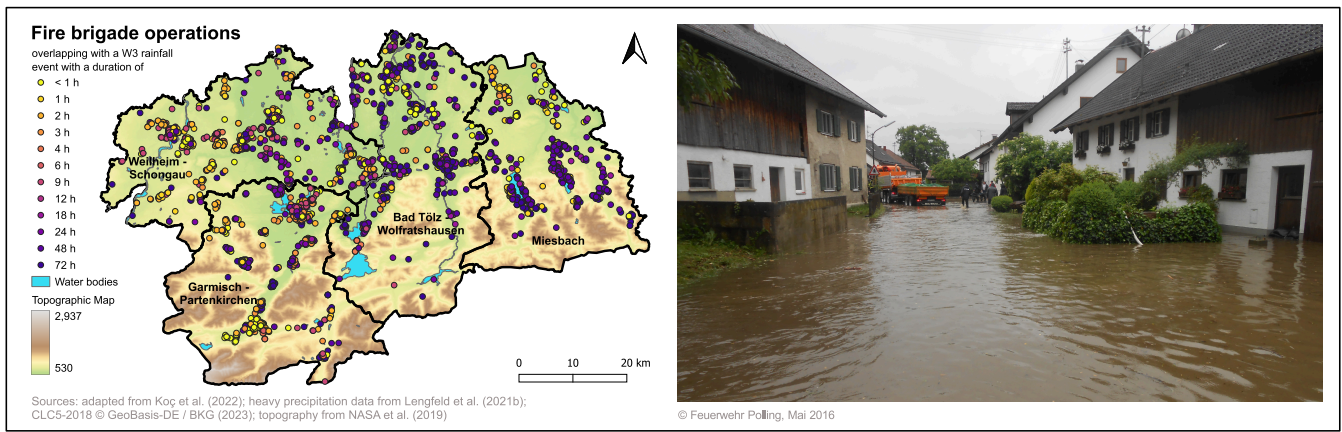 Fire brigade operations
overlapping with a W3 rainfall
event with a duration of
< 1 h
1 h
2 h
3 h
4 h
6 h
9 h
12 h
18 h
24 h
48 h
72 h
Water bodies
Topographic Map
2,937
530
Weilheim -
Schongau
Bad Tölz -
Wolfratshausen
Miesbach
Garmisch -
Partenkirchen
0 10 20 km
Sources: adapted from Koç et al. (2022); heavy precipitation data from Lengfeld et al. (2021b);
CLC5-2018 © GeoBasis-DE / BKG (2023); topography from NASA et al. (2019)
© Feuerwehr Polling, Mai 2016